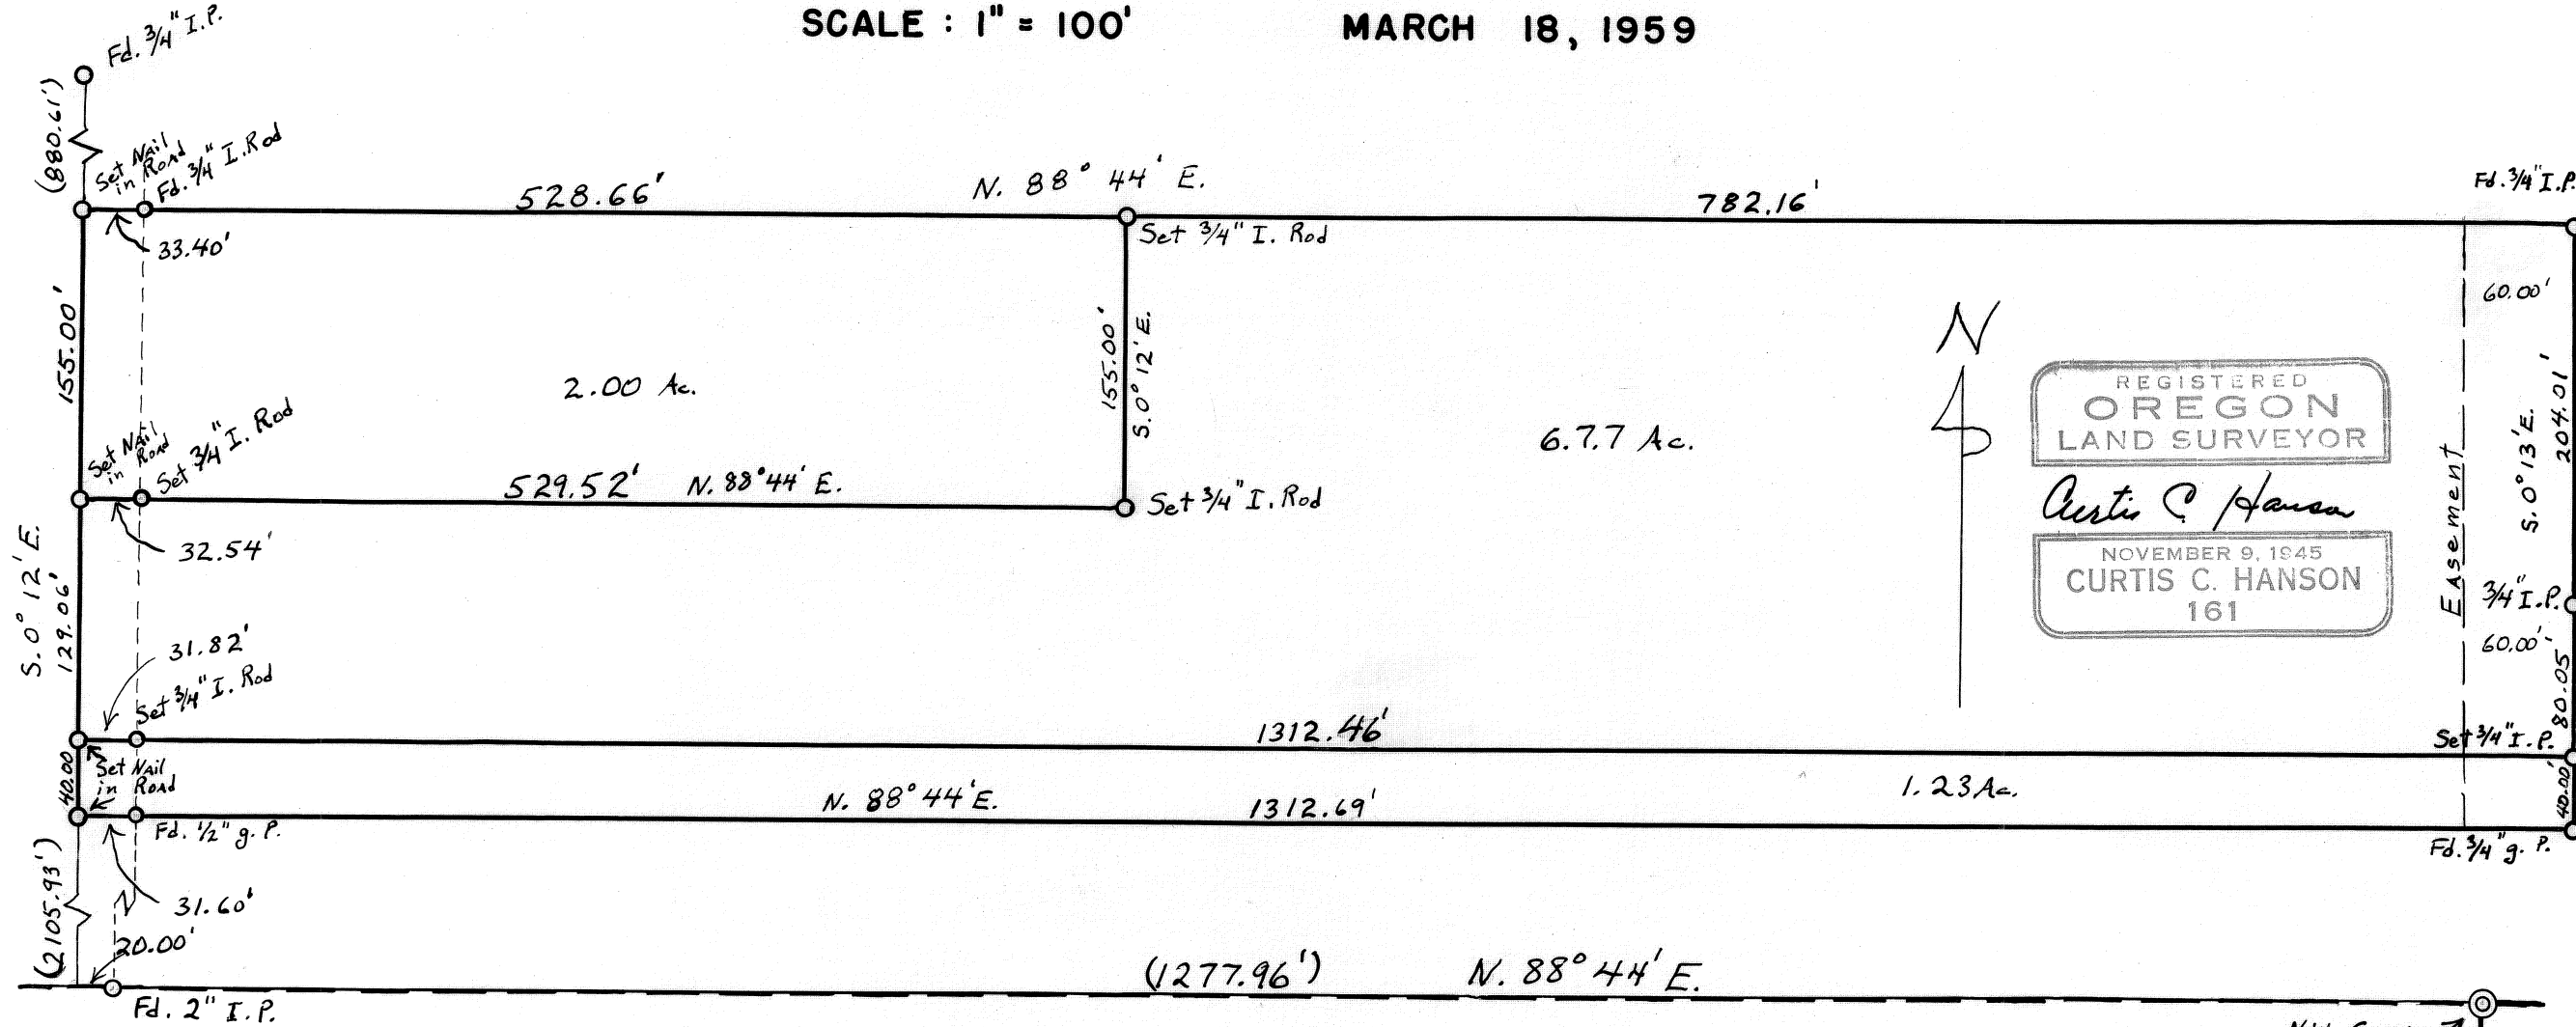 SCALE : 1" = 100' MARCH 18, 1959
Fd. 3/4" I.P.
(880.61')
Set Nail
in Road
Fd. 3/4" I. Rod
33.40'
528.66'
N. 88° 44' E.
782.16'
Fd. 3/4" I.P.
Set 3/4" I. Rod
60.00'
155.00'
2.00 Ac.
155.00'
S. 0° 12' E.
6.7.7 Ac.
N
REGISTERED
OREGON
LAND SURVEYOR
Curtis C. Hanson
NOVEMBER 9, 1945
CURTIS C. HANSON
161
Easement
S. 0° 13' E.
204.01'
Set Nail
in Road
Set 3/4" I. Rod
529.52' N. 88° 44' E.
Set 3/4" I. Rod
32.54'
S. 0° 12' E.
129.06'
3/4" I.P.
60.00'
80.05
31.82'
Set 3/4" I. Rod
1312.46'
Set 3/4" I.P.
40.00
Set Nail
in Road
N. 88° 44' E.
1312.69'
1.23 Ac.
40.00'
Fd. 1/2" g. P.
Fd. 3/4" g. P.
(2105.93')
31.60'
20.00'
(1277.96') N. 88° 44' E.
Fd. 2" I.P.